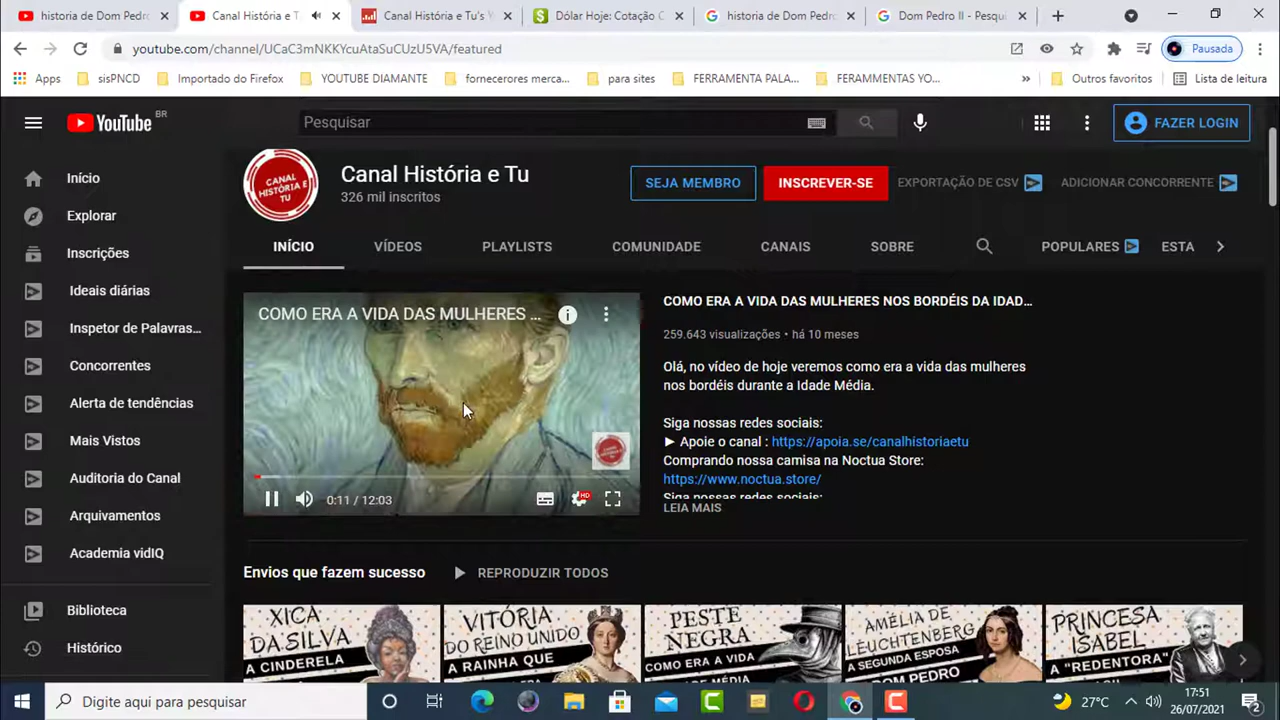 historia de Dom Pedro
Canal História e T
Canal História e Tu's Y
Dólar Hoje: Cotação C
historia de Dom Pedro
Dom Pedro II - Pesqu
youtube.com/channel/UCaC3mNKKYcuAtaSuCUzU5VA/featured
Pausada
Apps
sisPNCD
Importado do Firefox
YOUTUBE DIAMANTE
fornecerores merca...
para sites
FERRAMENTA PALA...
FERAMMENTAS YO...
»
Outros favoritos
Lista de leitura
YouTube BR
Pesquisar
FAZER LOGIN
Início
Explorar
Inscrições
Ideais diárias
Inspetor de Palavras...
Concorrentes
Alerta de tendências
Mais Vistos
Auditoria do Canal
Arquivamentos
Academia vidIQ
Biblioteca
Histórico
CANAL
HISTÓRIA E
TU
Canal História e Tu
326 mil inscritos
SEJA MEMBRO
INSCREVER-SE
EXPORTAÇÃO DE CSV
ADICIONAR CONCORRENTE
INÍCIO
VÍDEOS
PLAYLISTS
COMUNIDADE
CANAIS
SOBRE
POPULARES
ESTA
COMO ERA A VIDA DAS MULHERES ...
0:11 / 12:03
HD
COMO ERA A VIDA DAS MULHERES NOS BORDÉIS DA IDAD...
259.643 visualizações • há 10 meses
Olá, no vídeo de hoje veremos como era a vida das mulheres
nos bordéis durante a Idade Média.
Siga nossas redes sociais:
► Apoie o canal : https://apoia.se/canalhistoriaetu
Comprando nossa camisa na Noctua Store:
https://www.noctua.store/
Siga nossas redes sociais:
LEIA MAIS
Envios que fazem sucesso
REPRODUZIR TODOS
XICA
DA SILVA
A CINDERELA
VITÓRIA
DO REINO UNIDO
A RAINHA QUE
PESTE
NEGRA
COMO ERA A VIDA
AMÉLIA DE
LEUCHTENBERG
A SEGUNDA ESPOSA
DOM PEDRO
PRINCESA
ISABEL
A "REDENTORA"
Digite aqui para pesquisar
27°C
17:51
26/07/2021
2